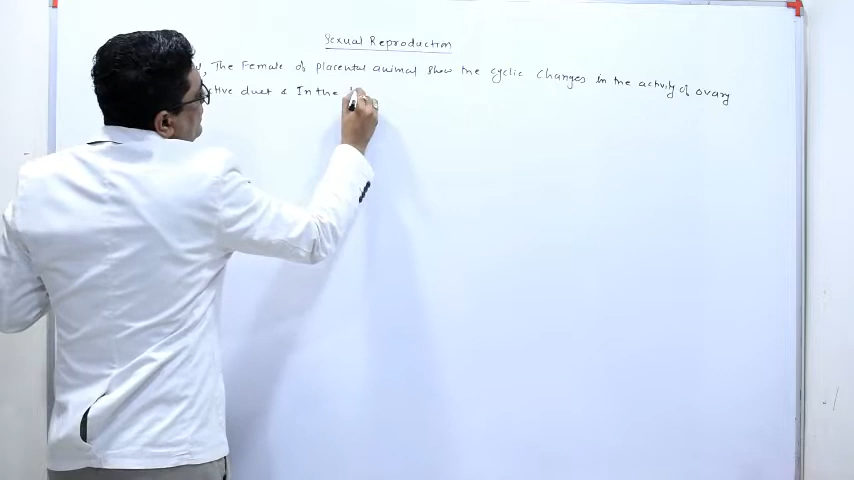 Sexual Reproduction
The Female of placental animal show the cyclic changes in the activity of ovary
ctive duct & In the